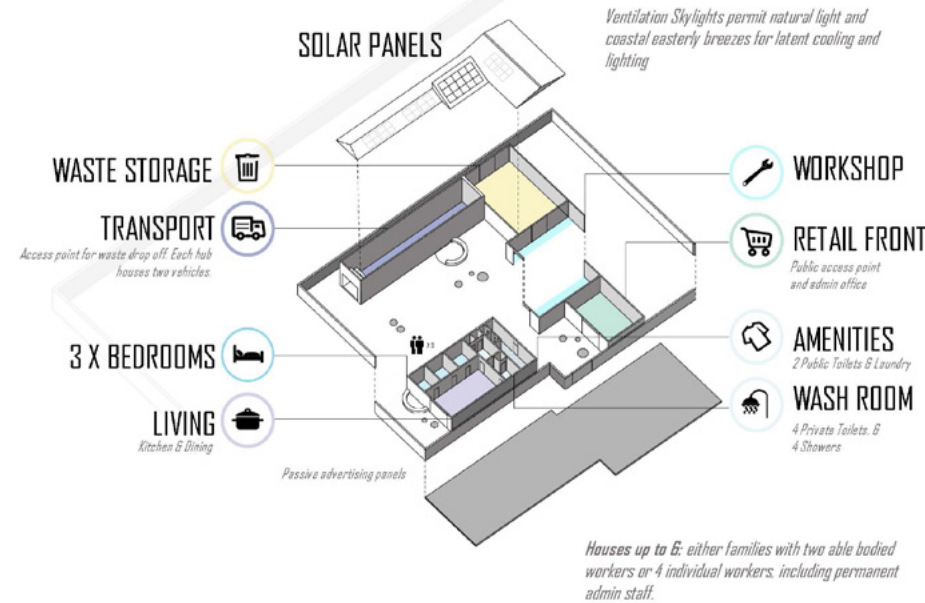 Ventilation Skylights permit natural light and
coastal easterly breezes for latent cooling and
lighting
SOLAR PANELS
WASTE STORAGE
TRANSPORT
Access point for waste drop off. Each hub
houses two vehicles.
WORKSHOP
RETAIL FRONT
Public access point
and admin office
3 X BEDROOMS
LIVING
Kitchen & Dining
AMENITIES
2 Public Toilets & Laundry
WASH ROOM
4 Private Toilets. &
4 Showers
Passive advertising panels
Houses up to 6: either families with two able bodied
workers or 4 individual workers, including permanent
admin staff.